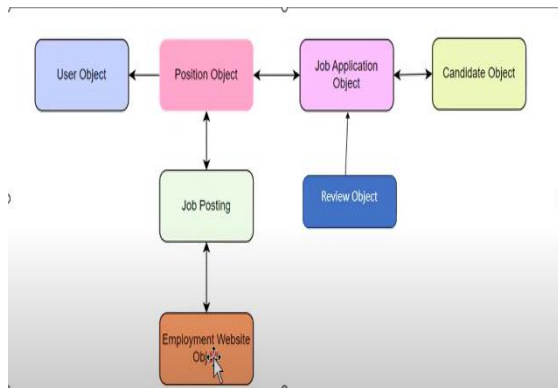 User Object
Position Object
Job Application
Object
Candidate Object
Job Posting
Review Object
Employment Website